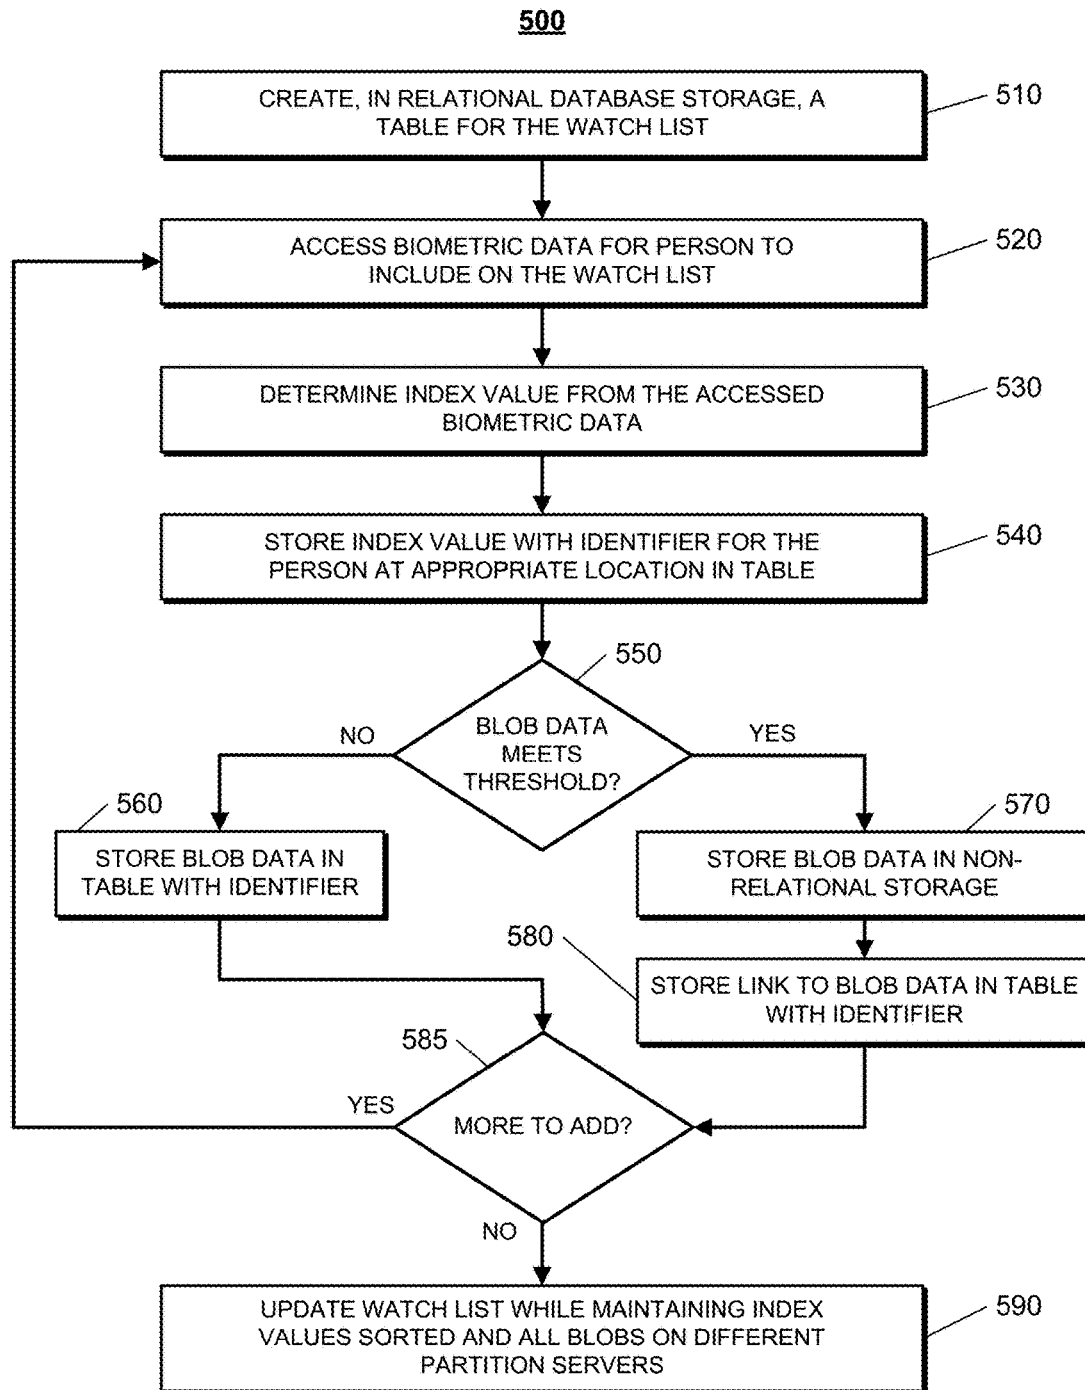 500
CREATE, IN RELATIONAL DATABASE STORAGE, A
TABLE FOR THE WATCH LIST
510
ACCESS BIOMETRIC DATA FOR PERSON TO
INCLUDE ON THE WATCH LIST
520
DETERMINE INDEX VALUE FROM THE ACCESSED
BIOMETRIC DATA
530
STORE INDEX VALUE WITH IDENTIFIER FOR THE
PERSON AT APPROPRIATE LOCATION IN TABLE
540
550
BLOB DATA
MEETS
THRESHOLD?
NO
YES
560
STORE BLOB DATA IN
TABLE WITH IDENTIFIER
570
STORE BLOB DATA IN NON-
RELATIONAL STORAGE
580
STORE LINK TO BLOB DATA IN TABLE
WITH IDENTIFIER
585
MORE TO ADD?
YES
NO
UPDATE WATCH LIST WHILE MAINTAINING INDEX
VALUES SORTED AND ALL BLOBS ON DIFFERENT
PARTITION SERVERS
590